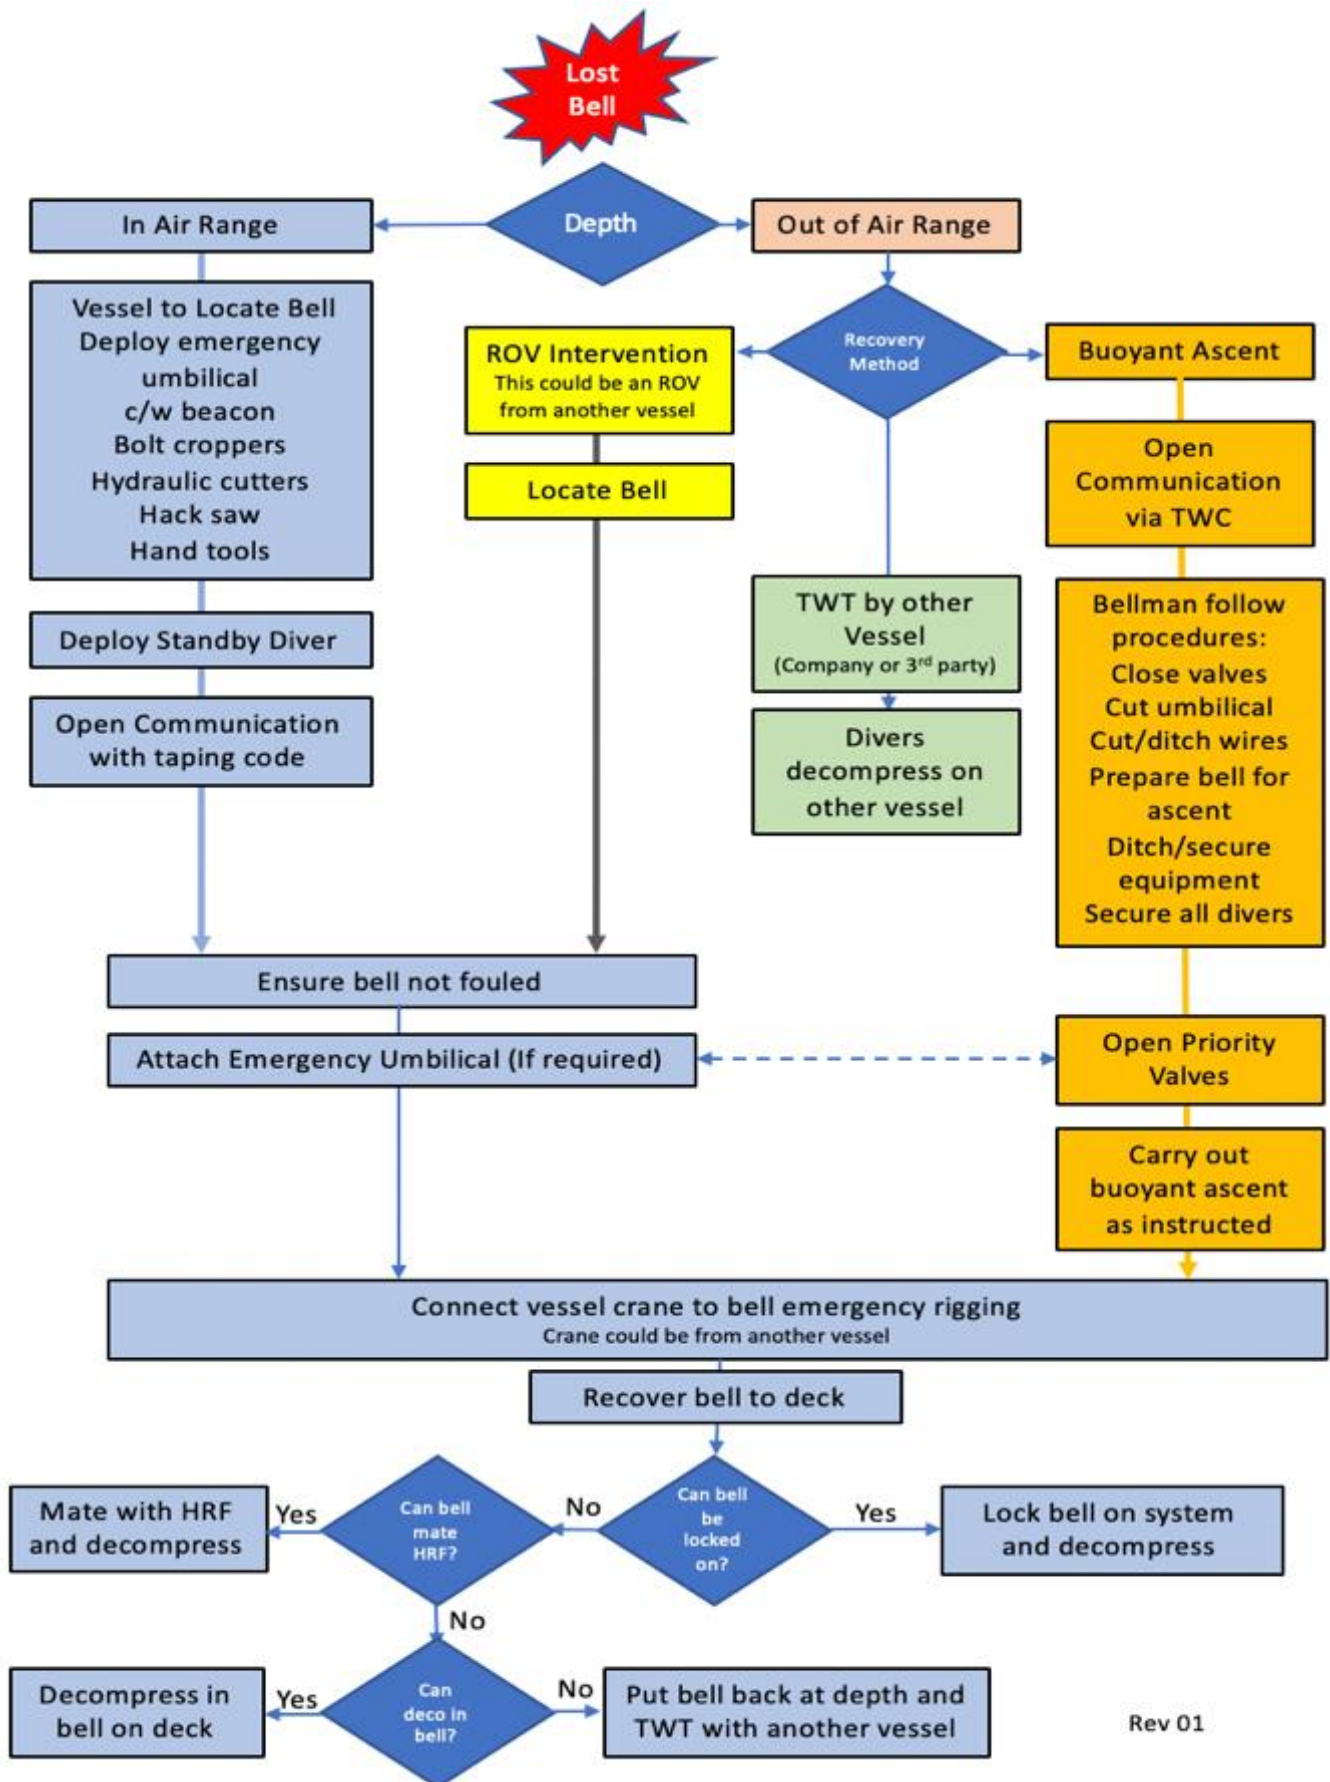 Lost
Bell
Depth
In Air Range
Out of Air Range
Vessel to Locate Bell
Deploy emergency
umbilical
c/w beacon
Bolt croppers
Hydraulic cutters
Hack saw
Hand tools
Deploy Standby Diver
Open Communication
with taping code
Recovery
Method
ROV Intervention
This could be an ROV
from another vessel
Locate Bell
TWT by other
Vessel
(Company or 3rd party)
Divers
decompress on
other vessel
Buoyant Ascent
Open
Communication
via TWC
Bellman follow
procedures:
Close valves
Cut umbilical
Cut/ditch wires
Prepare bell for
ascent
Ditch/secure
equipment
Secure all divers
Ensure bell not fouled
Attach Emergency Umbilical (If required)
Open Priority
Valves
Carry out
buoyant ascent
as instructed
Connect vessel crane to bell emergency rigging
Crane could be from another vessel
Recover bell to deck
Can bell
be
locked
on?
Yes
Lock bell on system
and decompress
No
Can bell
mate
HRF?
Yes
Mate with HRF
and decompress
No
Can
deco in
bell?
Yes
Decompress in
bell on deck
No
Put bell back at depth and
TWT with another vessel
Rev 01